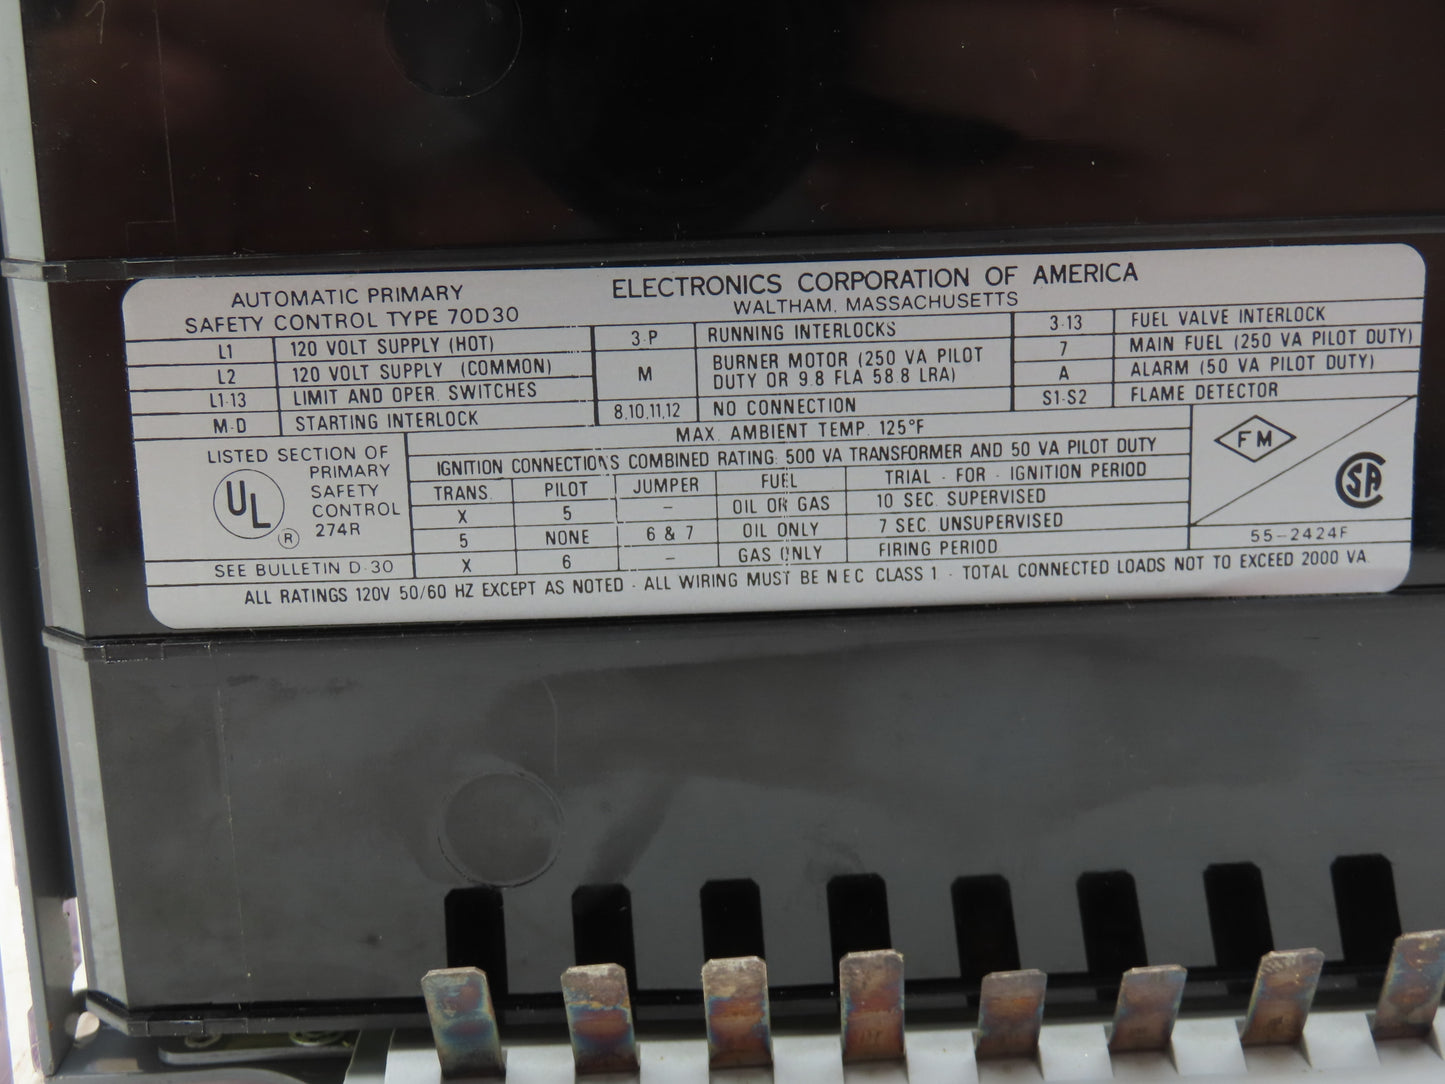 AUTOMATIC PRIMARY
SAFETY CONTROL TYPE 70D30
ELECTRONICS CORPORATION OF AMERICA
WALTHAM, MASSACHUSETTS
L1 120 VOLT SUPPLY (HOT)
L2 120 VOLT SUPPLY (COMMON)
L1-13 LIMIT AND OPER. SWITCHES
M-D STARTING INTERLOCK
3-P RUNNING INTERLOCKS
M BURNER MOTOR (250 VA PILOT
DUTY OR 9.8 FLA 58.8 LRA)
8,10,11,12 NO CONNECTION
3-13 FUEL VALVE INTERLOCK
7 MAIN FUEL (250 VA PILOT DUTY)
A ALARM (50 VA PILOT DUTY)
S1-S2 FLAME DETECTOR
MAX. AMBIENT TEMP. 125°F
LISTED SECTION OF
PRIMARY
SAFETY
CONTROL
274R
UL ®
SEE BULLETIN D-30
IGNITION CONNECTIONS COMBINED RATING: 500 VA TRANSFORMER AND 50 VA PILOT DUTY
TRANS. PILOT JUMPER FUEL TRIAL - FOR - IGNITION PERIOD
X 5 – OIL OR GAS 10 SEC. SUPERVISED
5 NONE 6 & 7 OIL ONLY 7 SEC. UNSUPERVISED
X 6 – GAS ONLY FIRING PERIOD
FM
SA
55-2424F
ALL RATINGS 120V 50/60 HZ EXCEPT AS NOTED - ALL WIRING MUST BE NEC CLASS 1 - TOTAL CONNECTED LOADS NOT TO EXCEED 2000 VA.